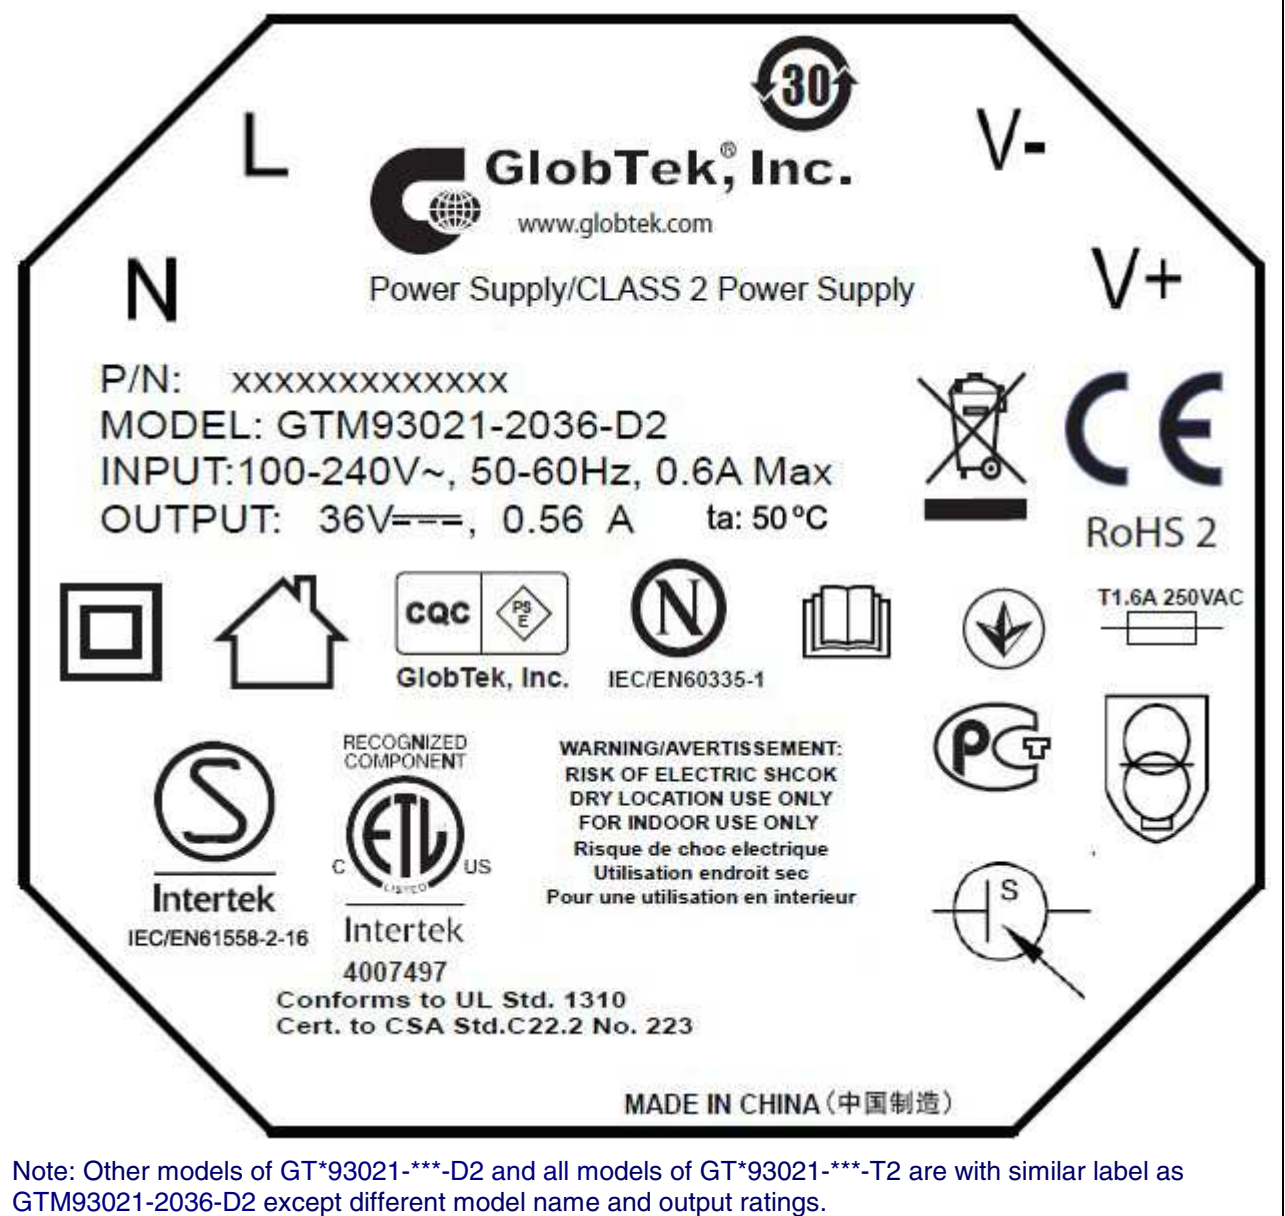 30
L
V-
GlobTek,® Inc.
www.globtek.com
N
V+
Power Supply/CLASS 2 Power Supply
P/N: xxxxxxxxxxxxx
MODEL: GTM93021-2036-D2
INPUT:100-240V~, 50-60Hz, 0.6A Max
OUTPUT: 36V⎓, 0.56 A ta: 50 ºC
CE
RoHS 2
CQC
PS
E
GlobTek, Inc.
N
IEC/EN60335-1
T1.6A 250VAC
S
Intertek
IEC/EN61558-2-16
RECOGNIZED
COMPONENT
ETL
C US
LISTED
Intertek
4007497
Conforms to UL Std. 1310
Cert. to CSA Std.C22.2 No. 223
WARNING/AVERTISSEMENT:
RISK OF ELECTRIC SHCOK
DRY LOCATION USE ONLY
FOR INDOOR USE ONLY
Risque de choc electrique
Utilisation endroit sec
Pour une utilisation en interieur
PCT
S
MADE IN CHINA (中国制造)
Note: Other models of GT*93021-***-D2 and all models of GT*93021-***-T2 are with similar label as
GTM93021-2036-D2 except different model name and output ratings.